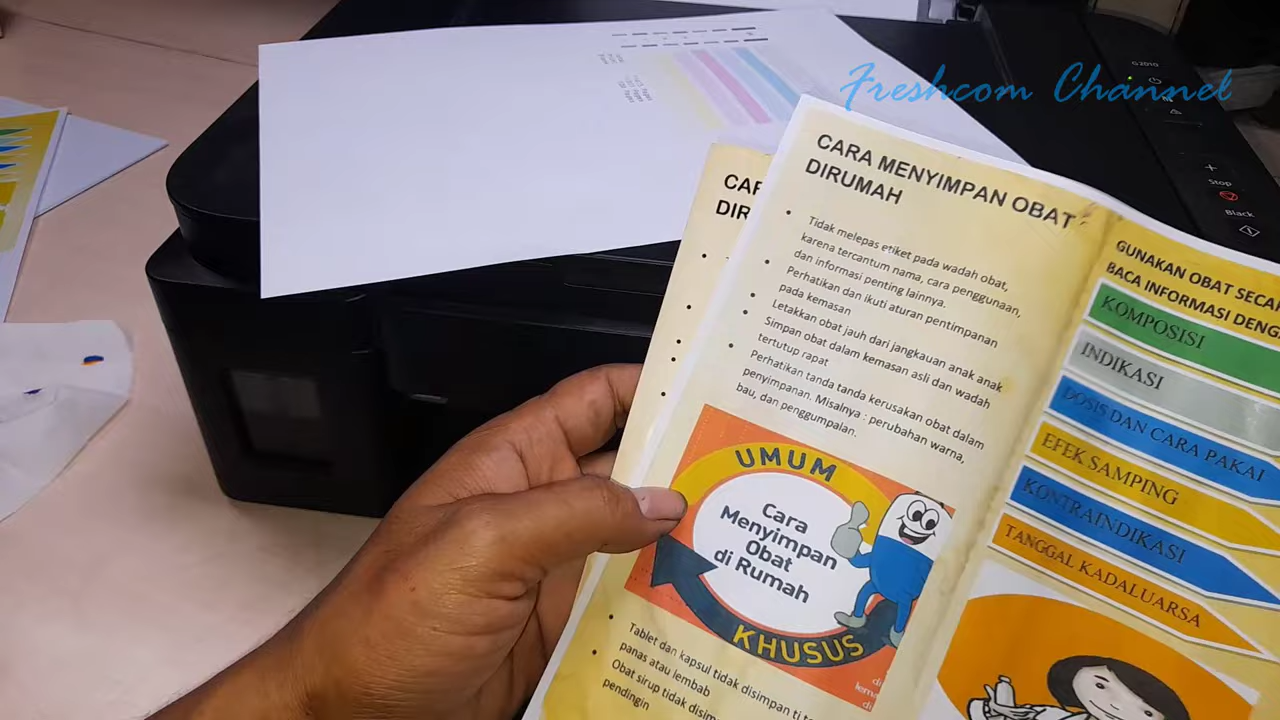 Freshcom Channel
G2010
Stop
Black
CARA MENYIMPAN OBAT
DIRUMAH
Tidak melepas etiket pada wadah obat,
karena tercantum nama, cara penggunaan,
dan informasi penting lainnya.
Perhatikan dan ikuti aturan pentimpanan
pada kemasan
Letakkan obat jauh dari jangkauan anak anak
Simpan obat dalam kemasan asli dan wadah
tertutup rapat
Perhatikan tanda tanda kerusakan obat dalam
penyimpanan. Misalnya : perubahan warna,
bau, dan penggumpalan.
UMUM
Cara
Menyimpan
Obat
di Rumah
KHUSUS
Tablet dan kapsul tidak disimpan ti
panas atau lembab
Obat sirup tidak
pendingin
GUNAKAN OBAT
BACA INFORMASI
KOMPOSISI
INDIKASI
DOSIS DAN CARA PAKAI
EFEK SAMPING
KONTRAINDIKASI
TANGGAL KADALUARSA